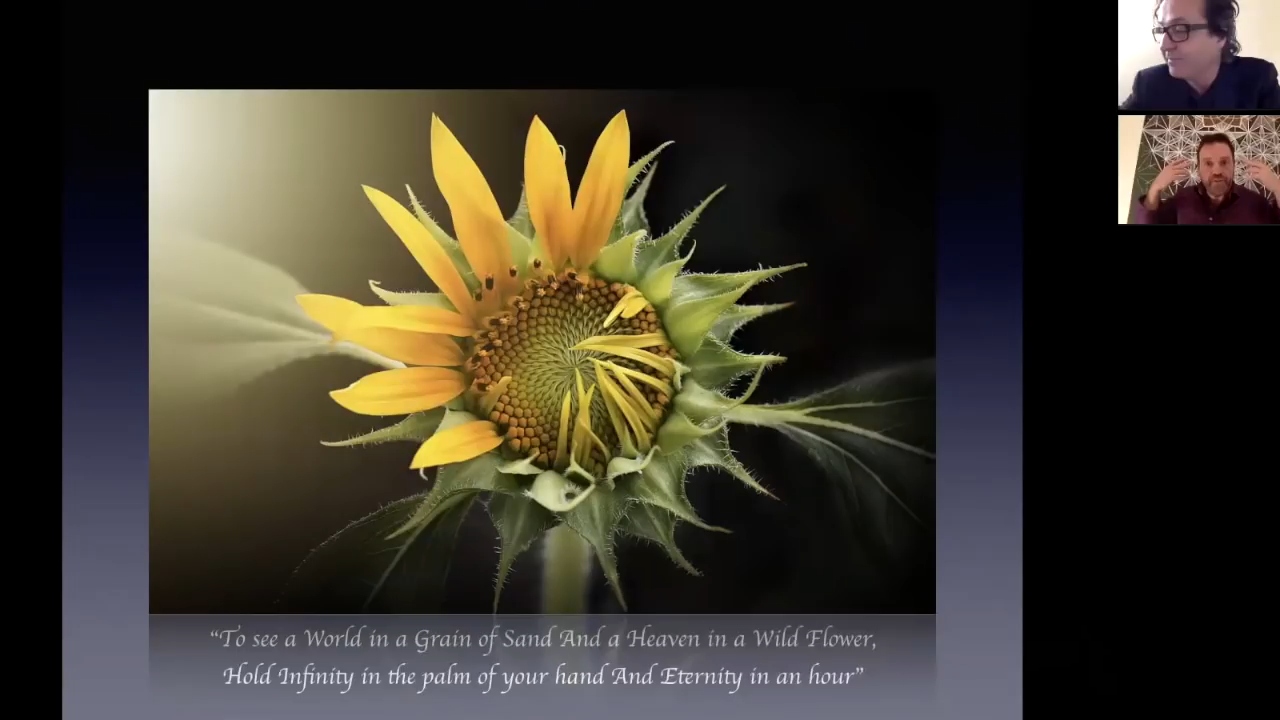 “To see a World in a Grain of Sand And a Heaven in a Wild Flower,
Hold Infinity in the palm of your hand And Eternity in an hour”